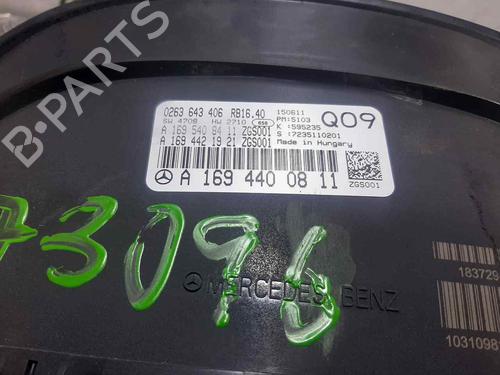 0263 643 406 RB16.40
SW 4708 HW 2710
A 169 540 84 11 ZGS001
A 169 442 19 21 ZGS001
150611
PM:5103
K :595235
S :7235110201
Made in Hungary
Q09
A 169 440 08 11
ZGS001
73096
MERCEDES BENZ
183729
1031098
B-PARTS